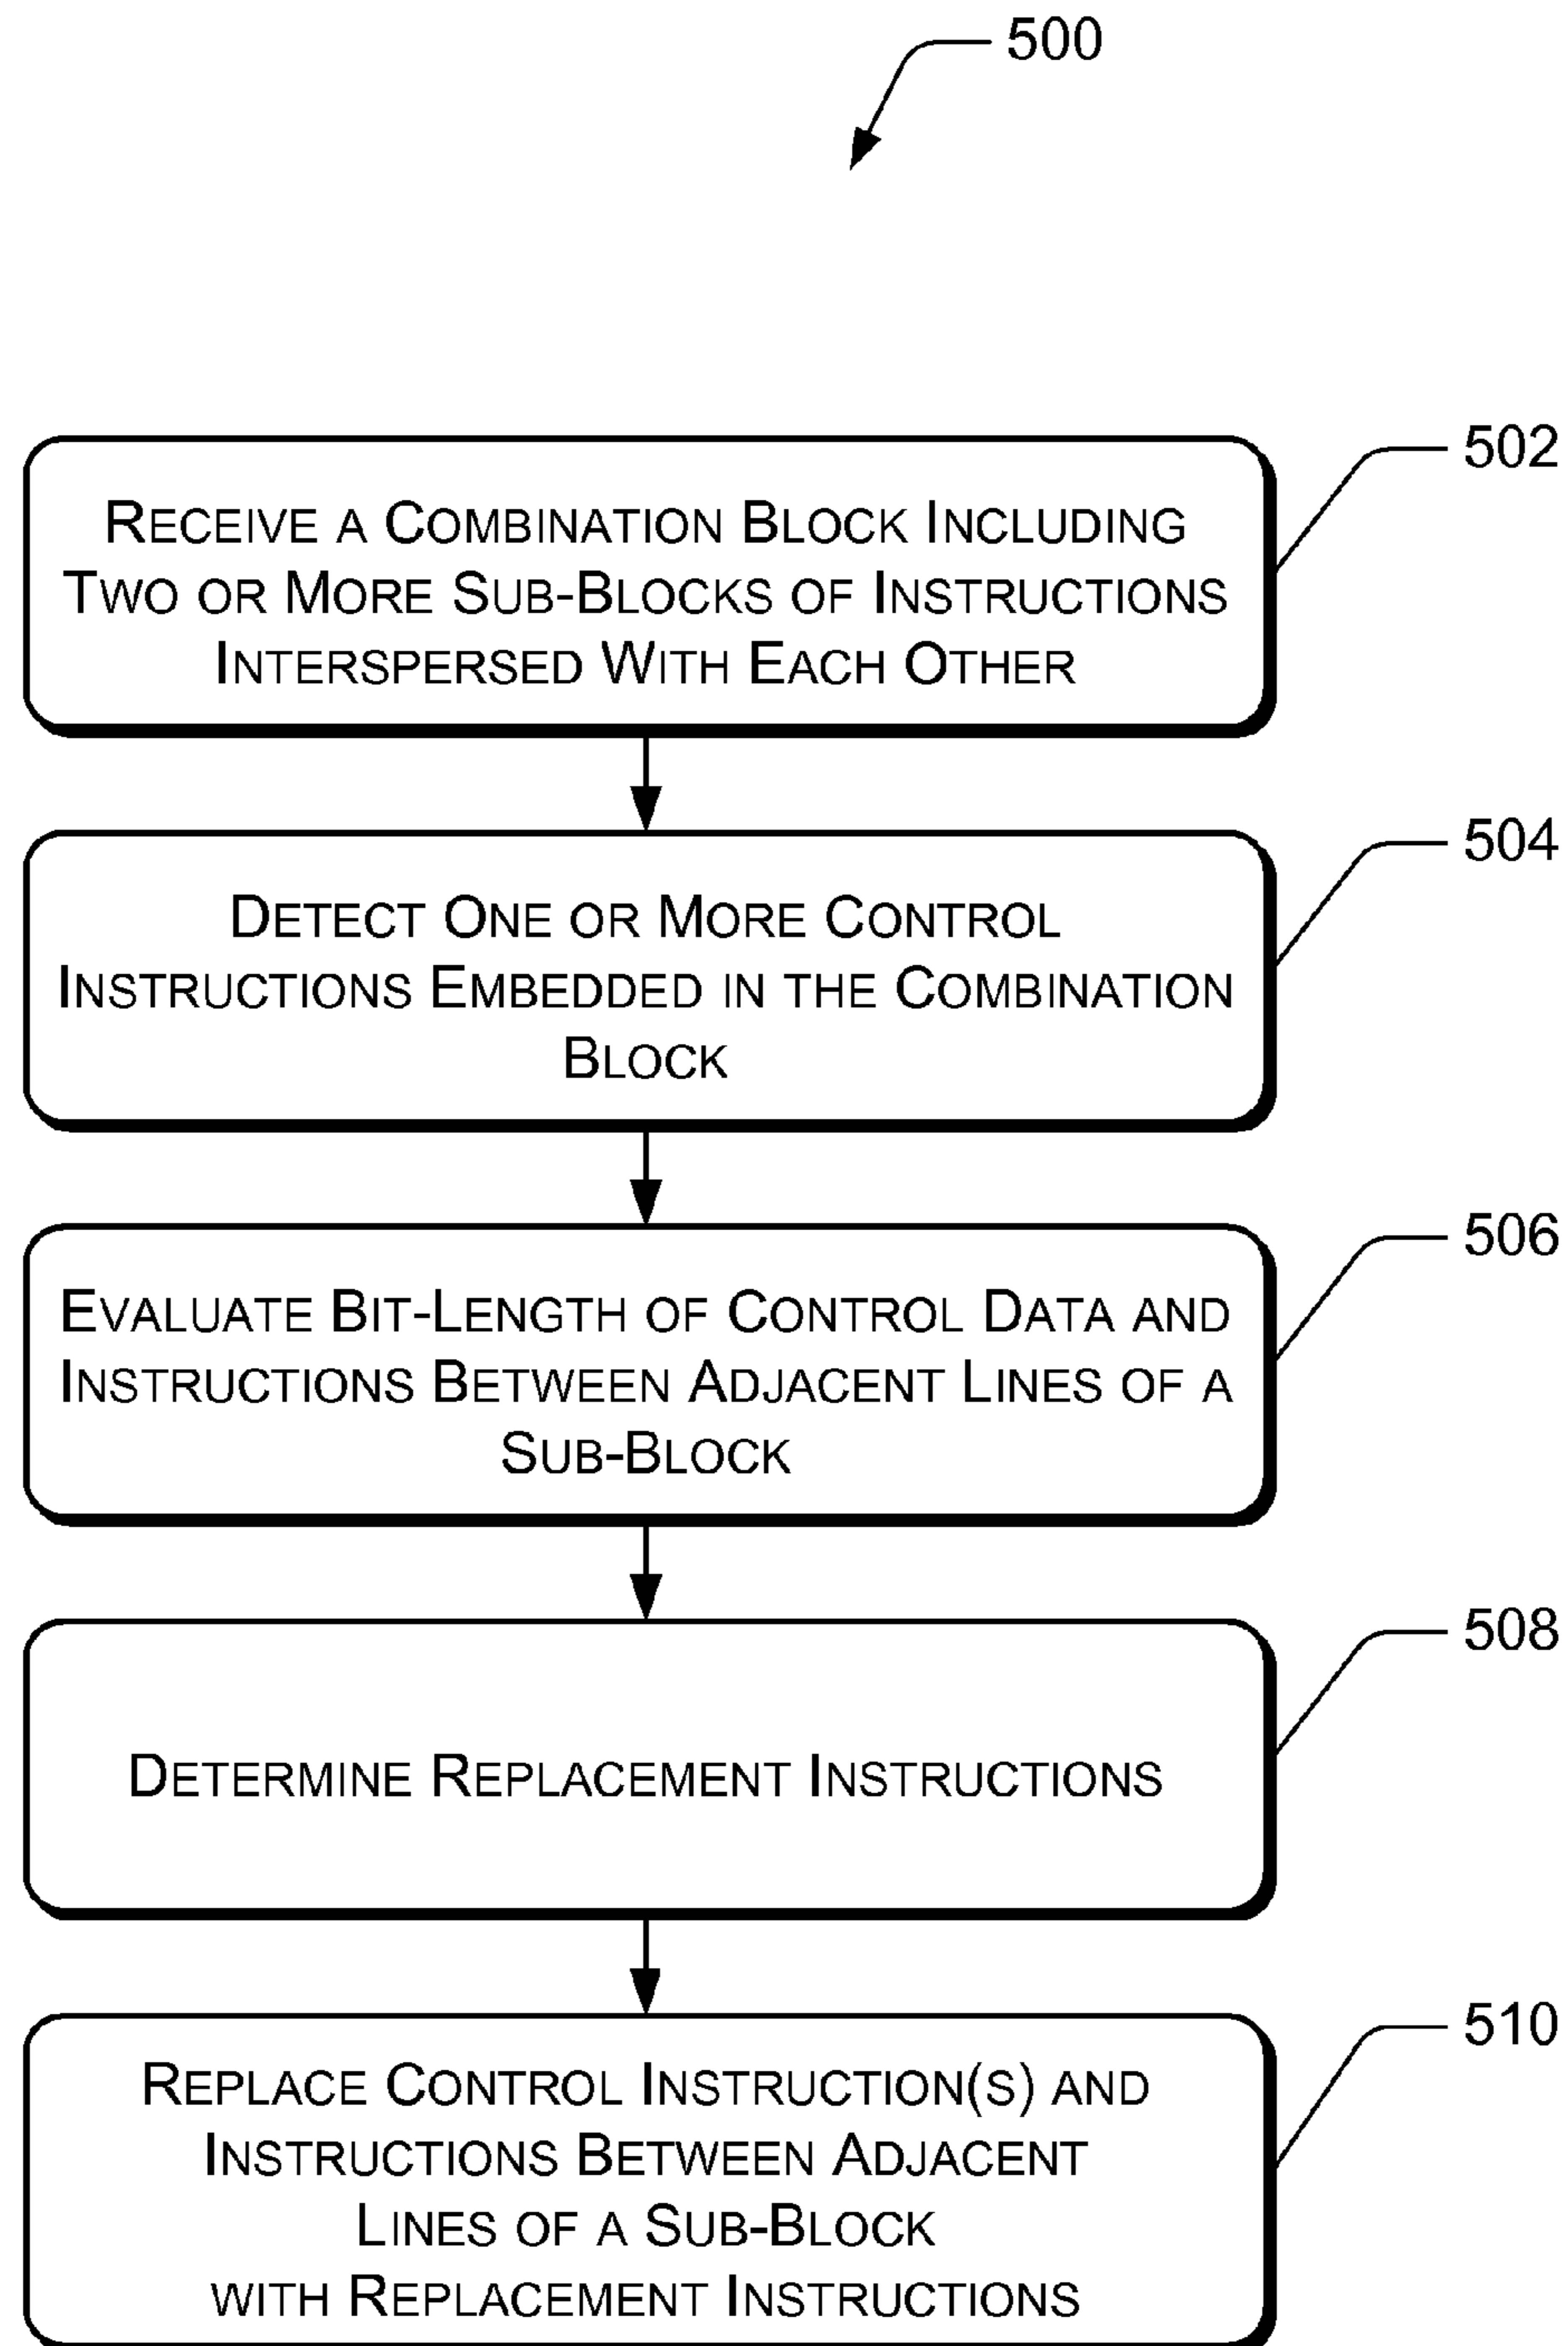 500
502
RECEIVE A COMBINATION BLOCK INCLUDING
TWO OR MORE SUB-BLOCKS OF INSTRUCTIONS
INTERSPERSED WITH EACH OTHER
504
DETECT ONE OR MORE CONTROL
INSTRUCTIONS EMBEDDED IN THE COMBINATION
BLOCK
506
EVALUATE BIT-LENGTH OF CONTROL DATA AND
INSTRUCTIONS BETWEEN ADJACENT LINES OF A
SUB-BLOCK
508
DETERMINE REPLACEMENT INSTRUCTIONS
510
REPLACE CONTROL INSTRUCTION(S) AND
INSTRUCTIONS BETWEEN ADJACENT
LINES OF A SUB-BLOCK
WITH REPLACEMENT INSTRUCTIONS